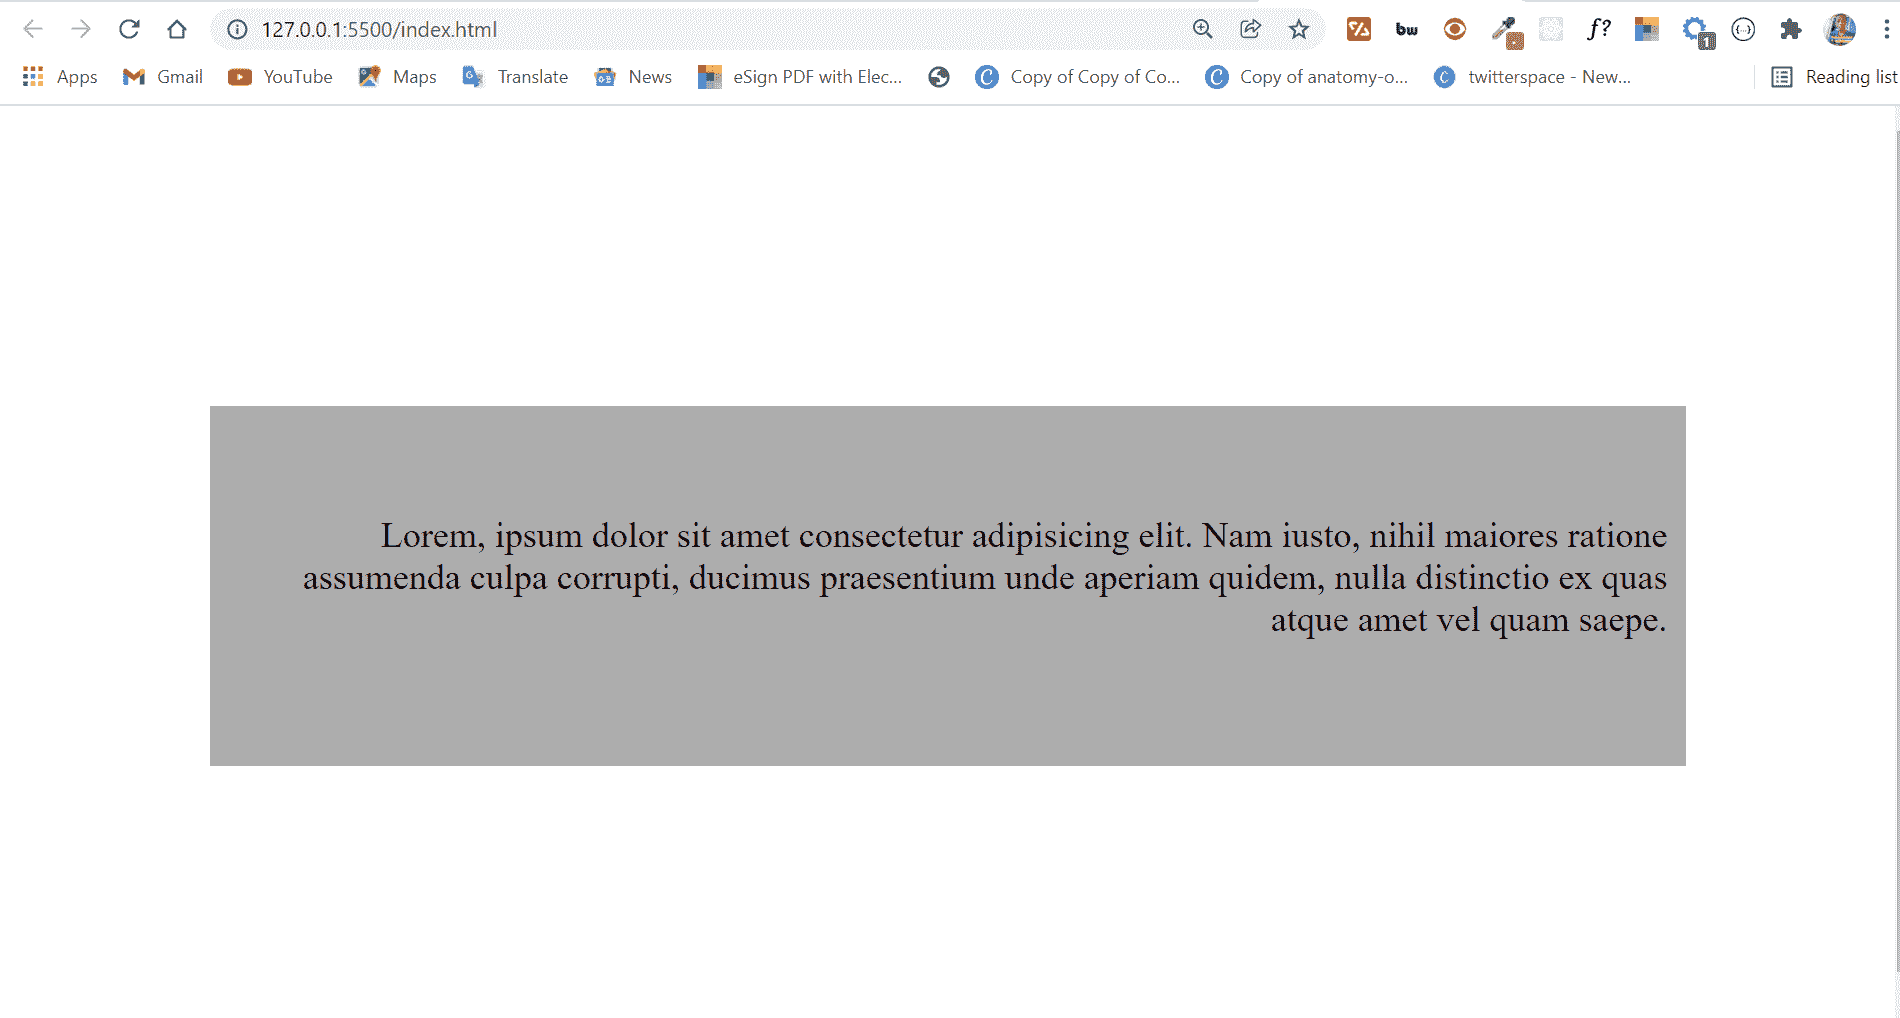 127.0.0.1:5500/index.html
bw
f?
1
Apps
Gmail
YouTube
Maps
Translate
News
eSign PDF with Elec...
Copy of Copy of Co...
Copy of anatomy-o...
twitterspace - New...
Reading list
Lorem, ipsum dolor sit amet consectetur adipisicing elit. Nam iusto, nihil maiores ratione
assumenda culpa corrupti, ducimus praesentium unde aperiam quidem, nulla distinctio ex quas
atque amet vel quam saepe.